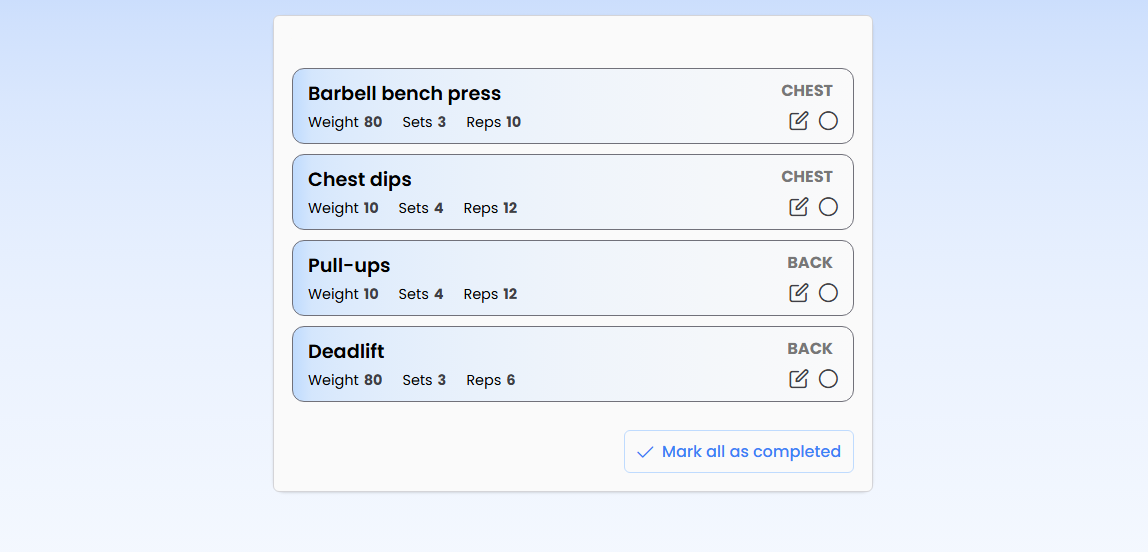 Barbell bench press CHEST
Weight 80 Sets 3 Reps 10
Chest dips CHEST
Weight 10 Sets 4 Reps 12
Pull-ups BACK
Weight 10 Sets 4 Reps 12
Deadlift BACK
Weight 80 Sets 3 Reps 6
Mark all as completed